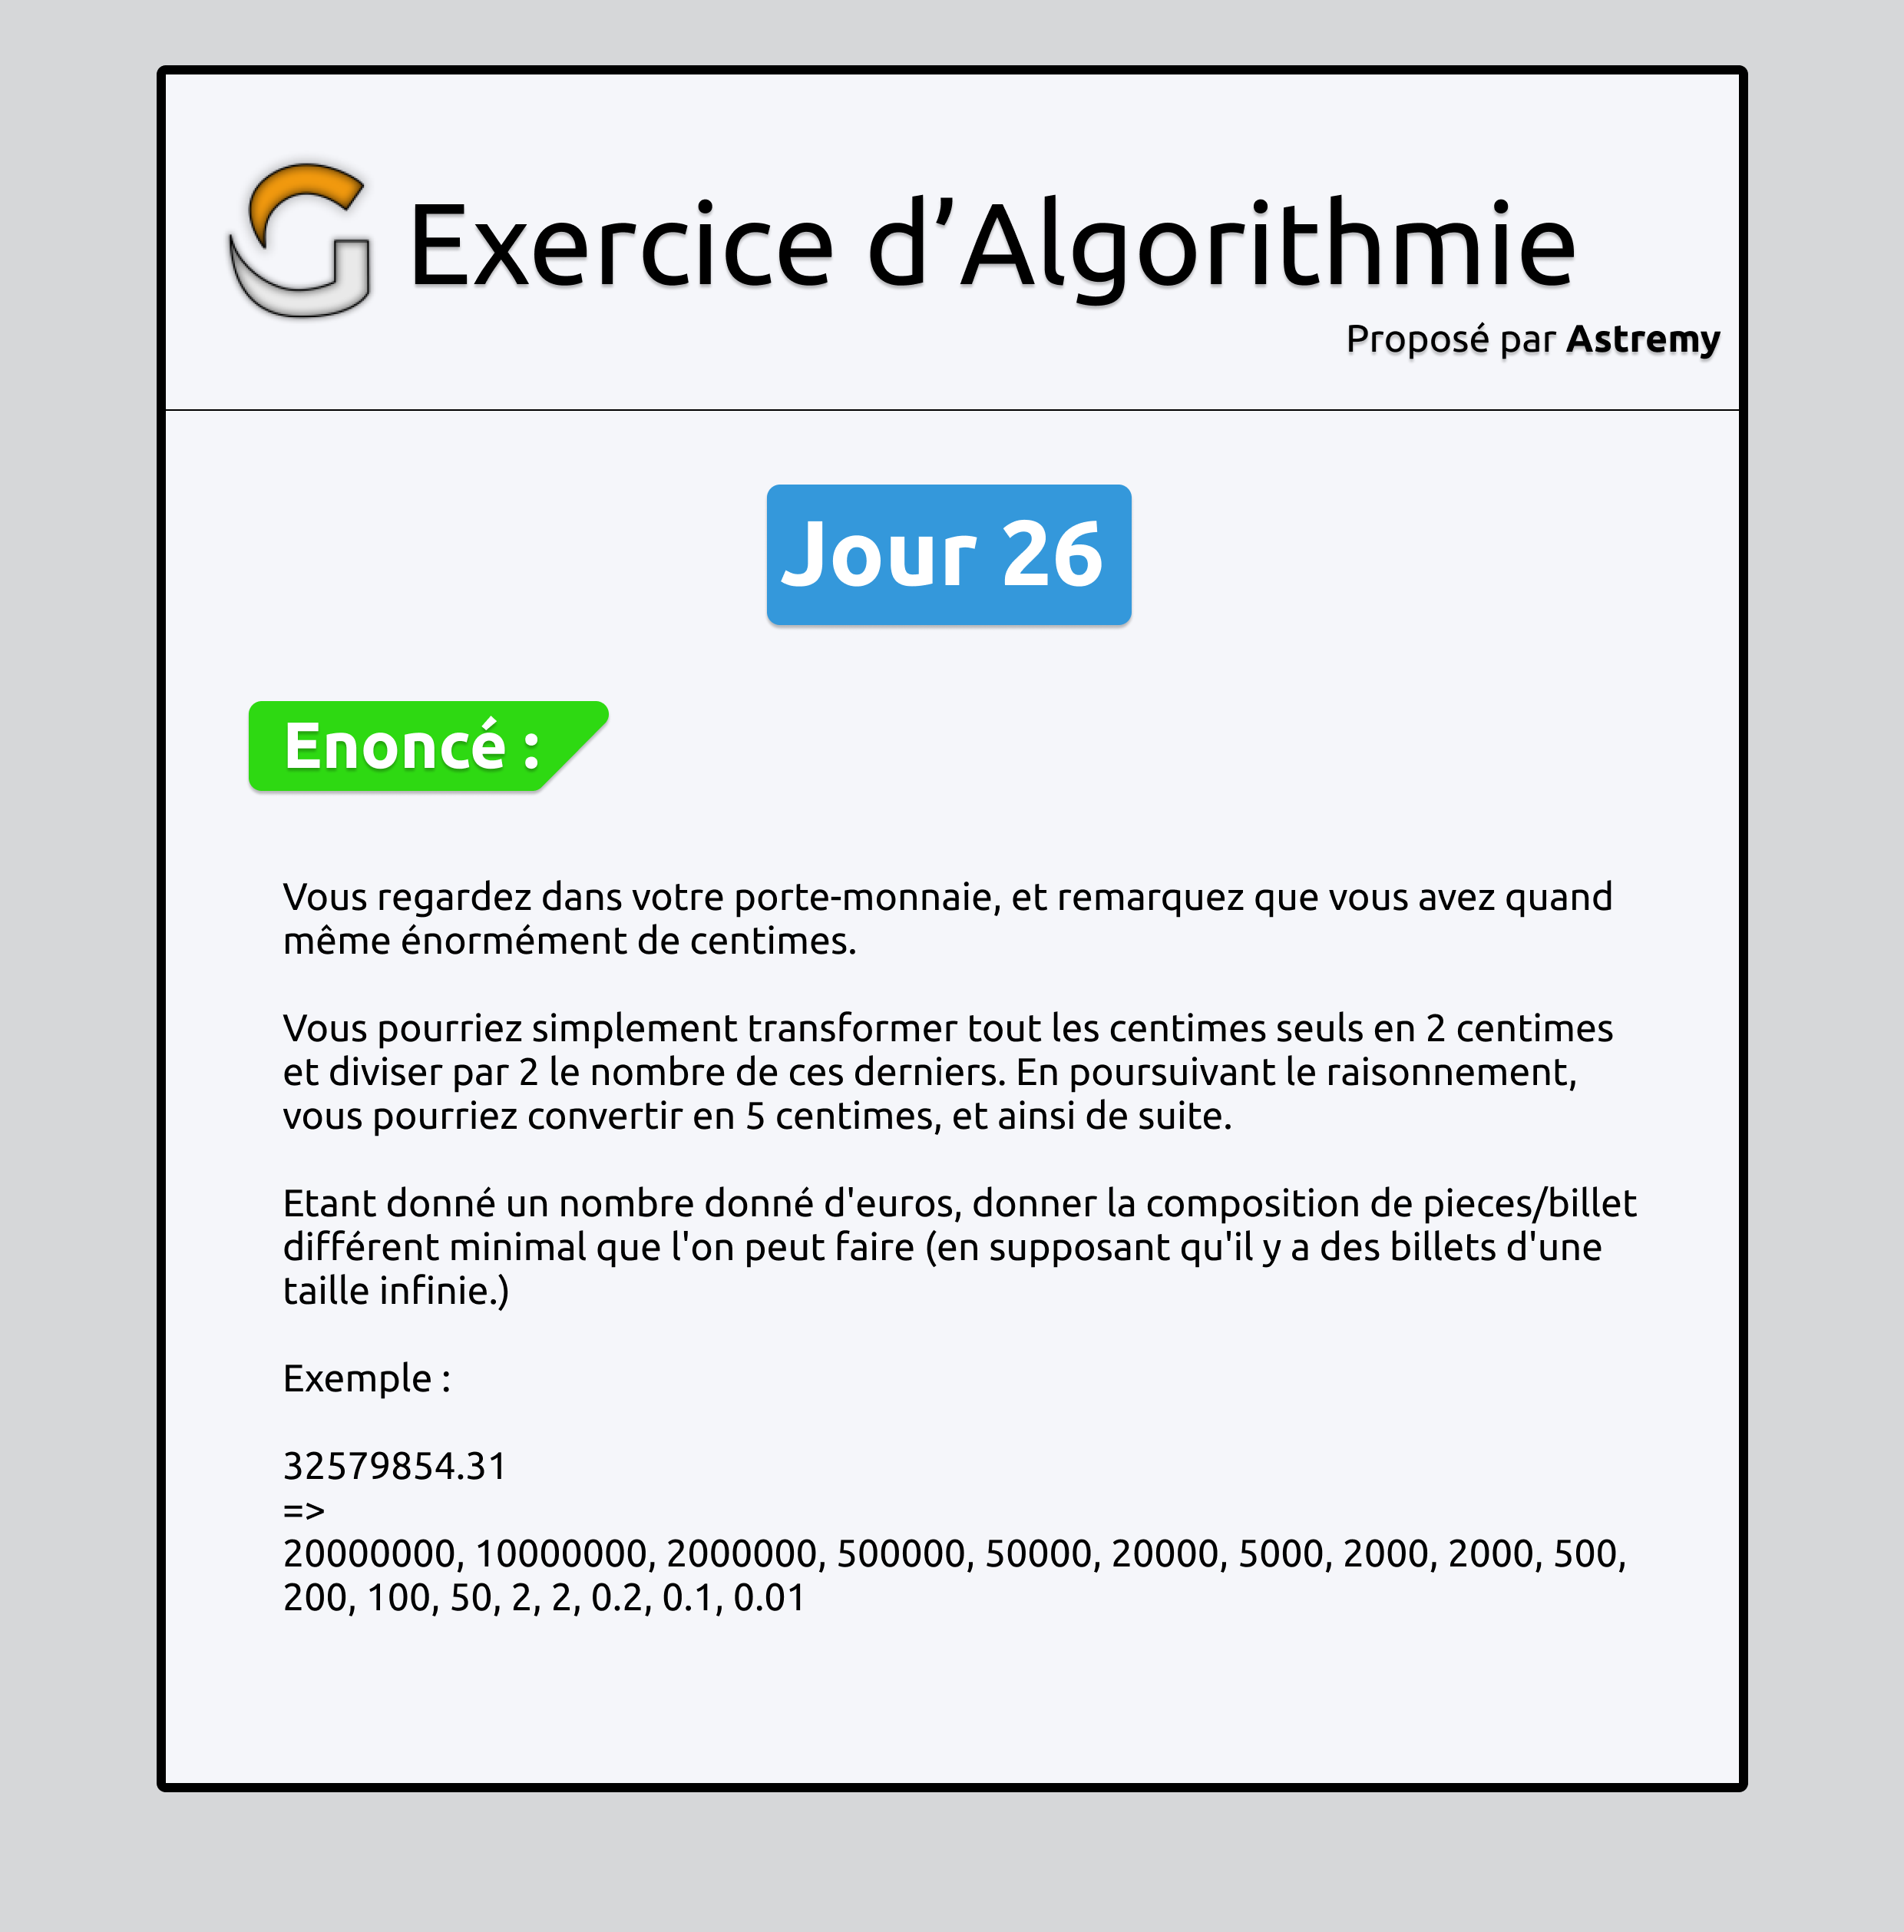 Exercice d’Algorithmie
Proposé par Astremy
Jour 26
Enoncé :
Vous regardez dans votre porte-monnaie, et remarquez que vous avez quand
même énormément de centimes.
Vous pourriez simplement transformer tout les centimes seuls en 2 centimes
et diviser par 2 le nombre de ces derniers. En poursuivant le raisonnement,
vous pourriez convertir en 5 centimes, et ainsi de suite.
Etant donné un nombre donné d'euros, donner la composition de pieces/billet
différent minimal que l'on peut faire (en supposant qu'il y a des billets d'une
taille infinie.)
Exemple :
32579854.31
=>
20000000, 10000000, 2000000, 500000, 50000, 20000, 5000, 2000, 2000, 500,
200, 100, 50, 2, 2, 0.2, 0.1, 0.01